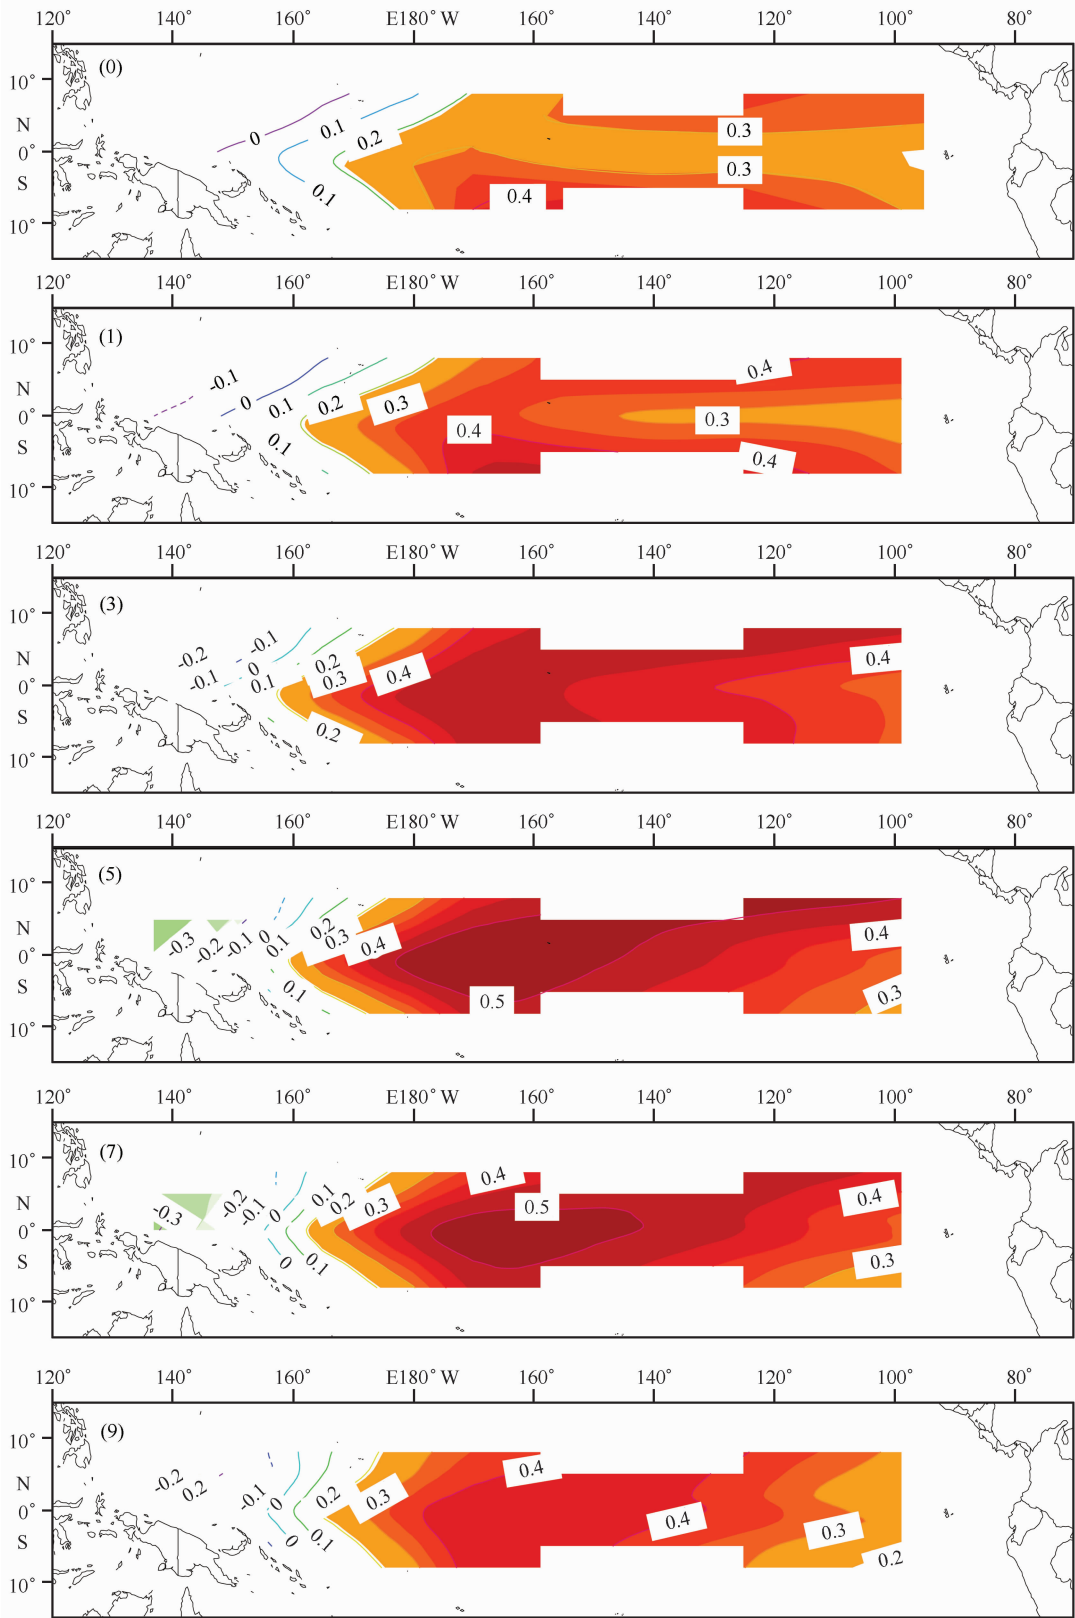 120° 140° 160° E180° W 160° 140° 120° 100° 80°
(0)
10°
N
0°
S
10°
0 0.1 0.2 0.3
0.3
0.1 0.4
120° 140° 160° E180° W 160° 140° 120° 100° 80°
(1)
10°
N
0°
S
10°
-0.1 0 0.1 0.2 0.3 0.4
0.3
0.1 0.4 0.4
120° 140° 160° E180° W 160° 140° 120° 100° 80°
(3)
10°
N
0°
S
10°
-0.2 -0.1 0.2 0.4
-0.1 0 0.1 0.3 0.4
0.2
120° 140° 160° E180° W 160° 140° 120° 100° 80°
(5)
10°
N
0°
S
10°
-0.3 -0.2 -0.1 0 0.1 0.2 0.3 0.4 0.4
0.1 0.5 0.3
120° 140° 160° E180° W 160° 140° 120° 100° 80°
(7)
10°
N
0°
S
10°
0.4
-0.3 -0.2 -0.1 0 0.1 0.2 0.3 0.5 0.4
0 0.1 0.3
120° 140° 160° E180° W 160° 140° 120° 100° 80°
(9)
10°
N
0°
S
10°
-0.2 0.2 -0.1 0 0.2 0.3 0.4
0 0.1 0.4 0.3
0.2